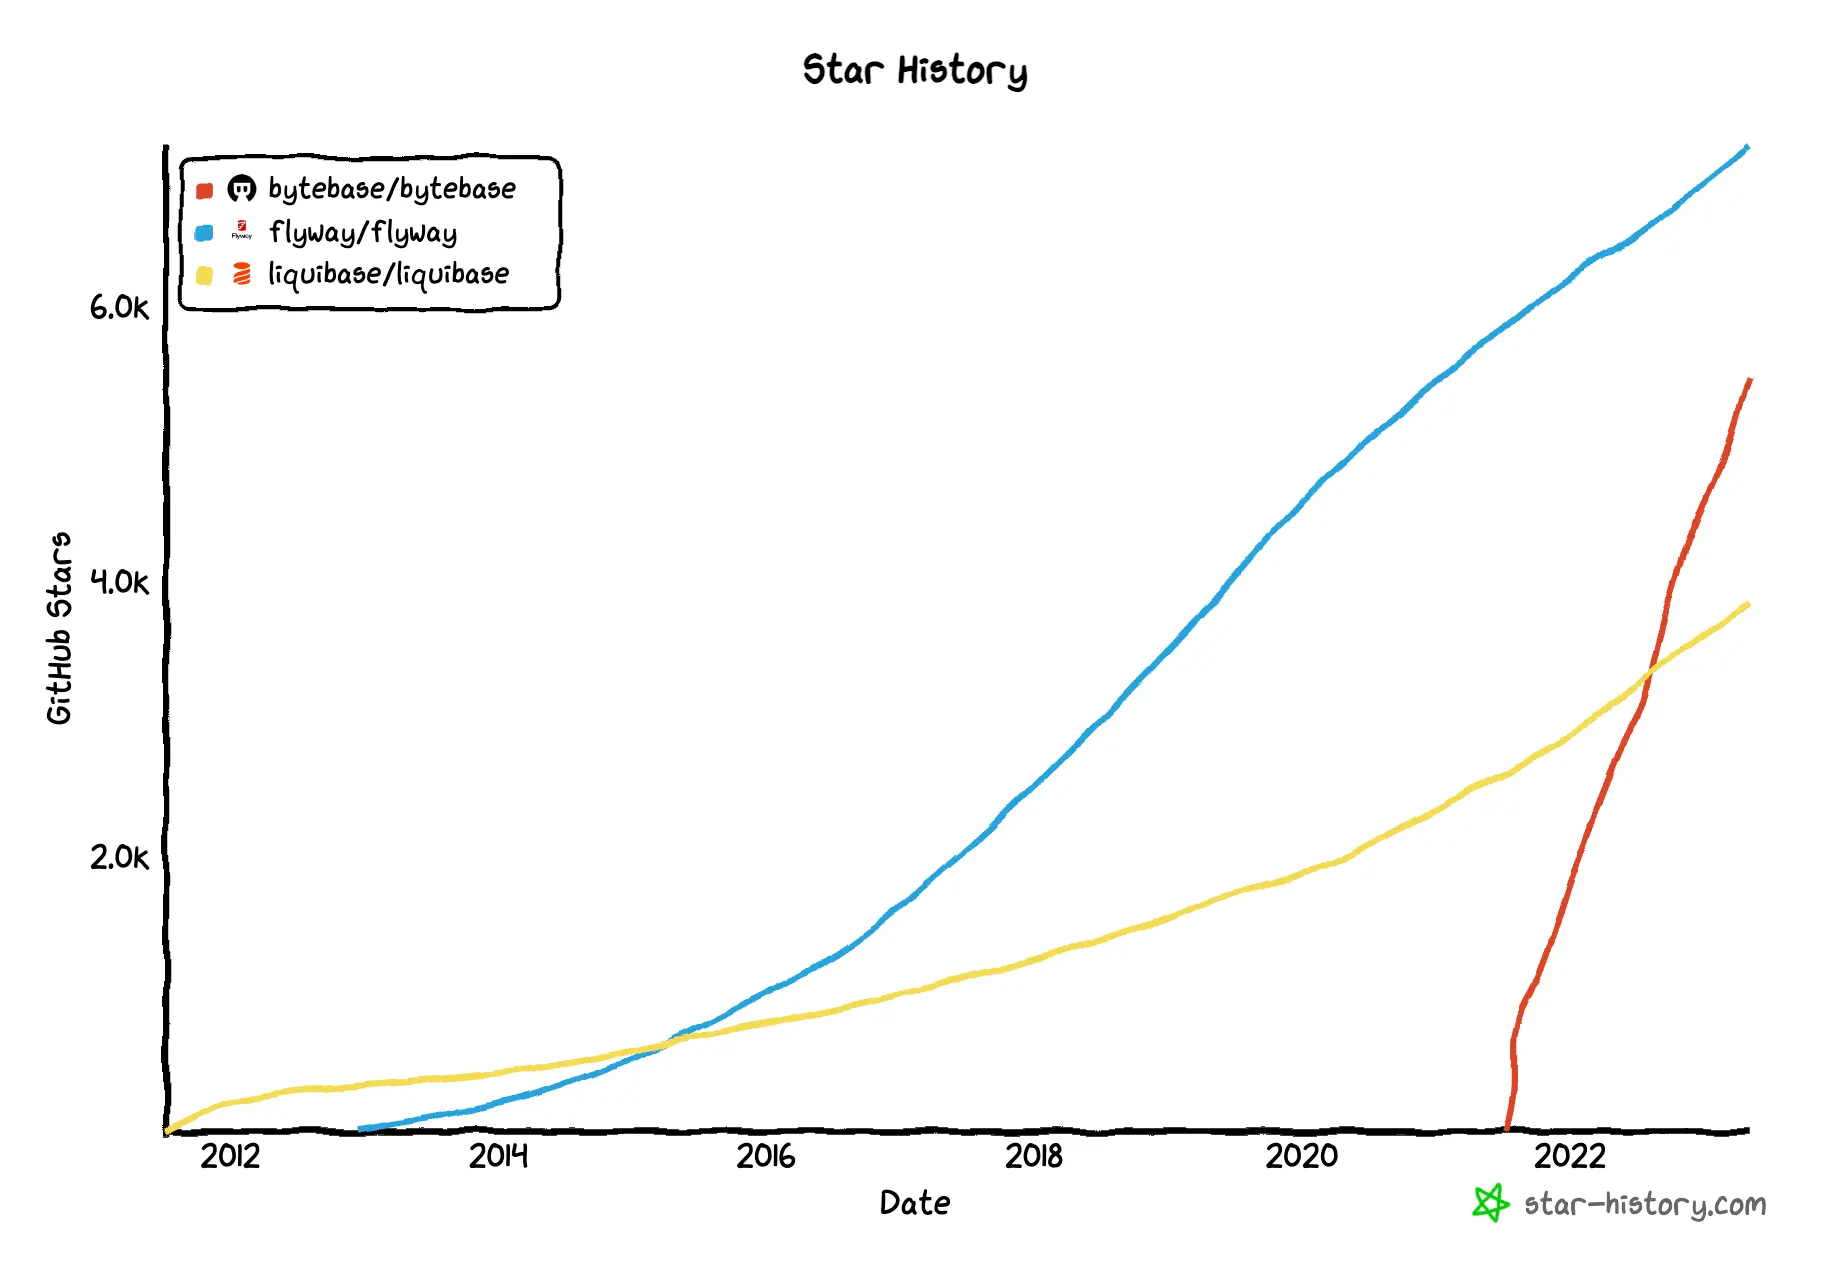 Star History
bytebase/bytebase
Flyway
flyway/flyway
liquibase/liquibase
6.0K
4.0K
2.0K
GitHub Stars
2012 2014 2016 2018 2020 2022
Date
star-history.com